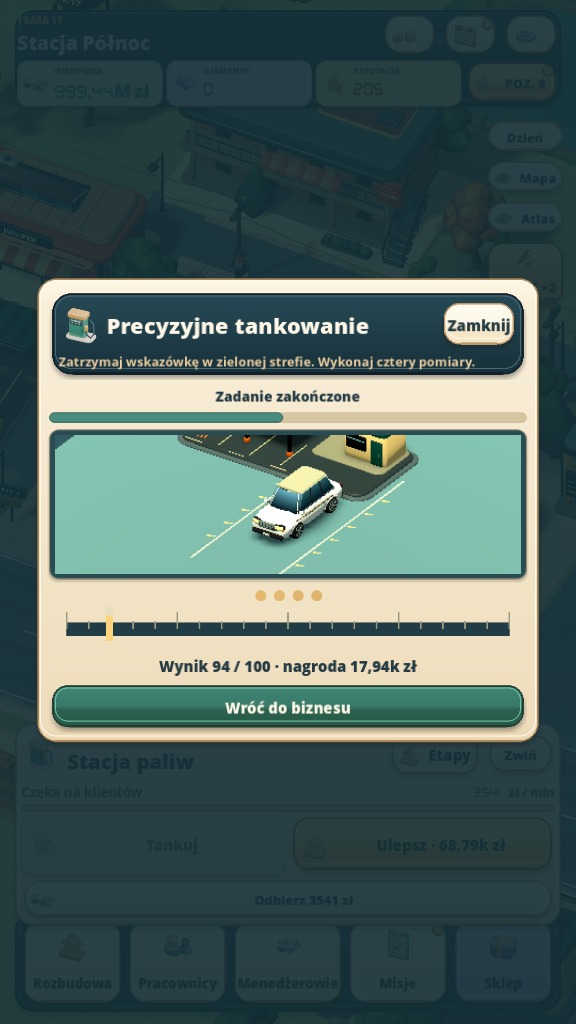 TRASA 17
Stacja Północ
GOTÓWKA
999,44M zł
DIAMENTY
0
REPUTACJA
205
POZ. 9
Dzień
Mapa
Atlas
×2
Precyzyjne tankowanie
Zamknij
Zatrzymaj wskazówkę w zielonej strefie. Wykonaj cztery pomiary.
Zadanie zakończone
Wynik 94 / 100 · nagroda 17,94k zł
Wróć do biznesu
Stacja paliw
Etapy
Zwiń
Czeka na klientów
zł / min
Tankuj
Ulepsz · 68,79k zł
Odbierz 3541 zł
Rozbudowa
Pracownicy
Menedżerowie
Misje
Sklep